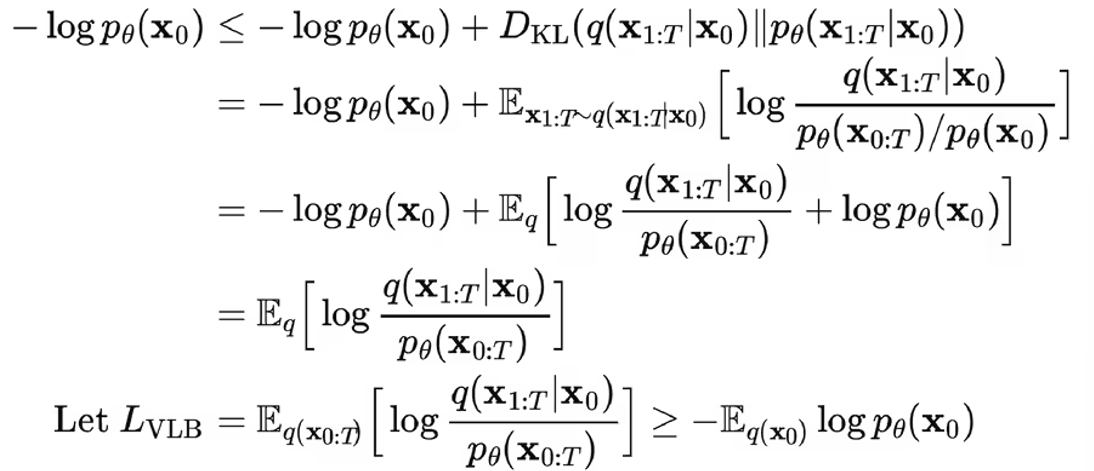 −log p_θ(x_0) ≤ −log p_θ(x_0) + D_KL(q(x_{1:T}|x_0)‖p_θ(x_{1:T}|x_0))
= −log p_θ(x_0) + 𝔼_{x_{1:T}∼q(x_{1:T}|x_0)} [ log q(x_{1:T}|x_0) / (p_θ(x_{0:T})/p_θ(x_0)) ]
= −log p_θ(x_0) + 𝔼_q [ log q(x_{1:T}|x_0) / p_θ(x_{0:T}) + log p_θ(x_0) ]
= 𝔼_q [ log q(x_{1:T}|x_0) / p_θ(x_{0:T}) ]
Let L_VLB = 𝔼_{q(x_{0:T})} [ log q(x_{1:T}|x_0) / p_θ(x_{0:T}) ] ≥ −𝔼_{q(x_0)} log p_θ(x_0)